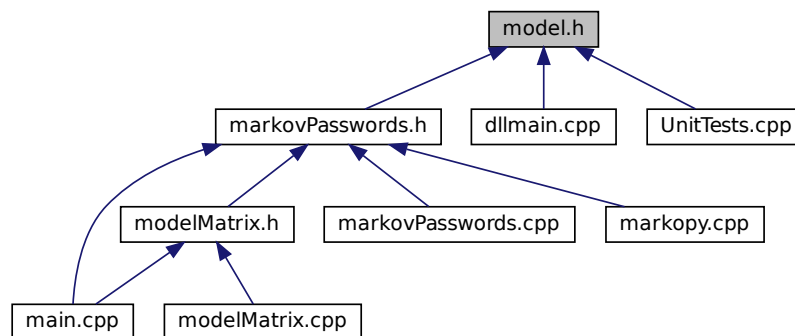 model.h
markovPasswords.h
dllmain.cpp
UnitTests.cpp
modelMatrix.h
markovPasswords.cpp
markopy.cpp
main.cpp
modelMatrix.cpp